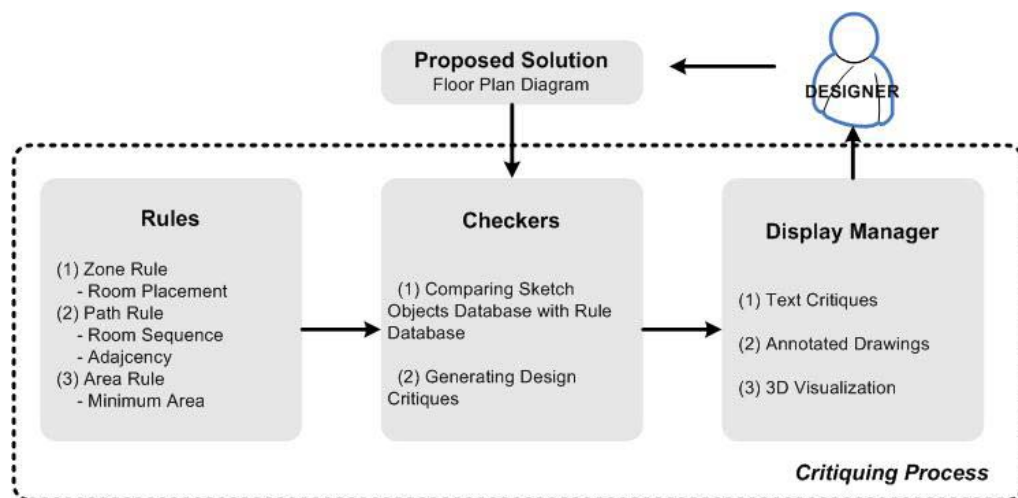 Proposed Solution
Floor Plan Diagram
DESIGNER
Rules
(1) Zone Rule
- Room Placement
(2) Path Rule
- Room Sequence
- Adajcency
(3) Area Rule
- Minimum Area
Checkers
(1) Comparing Sketch
Objects Database with Rule
Database
(2) Generating Design
Critiques
Display Manager
(1) Text Critiques
(2) Annotated Drawings
(3) 3D Visualization
Critiquing Process